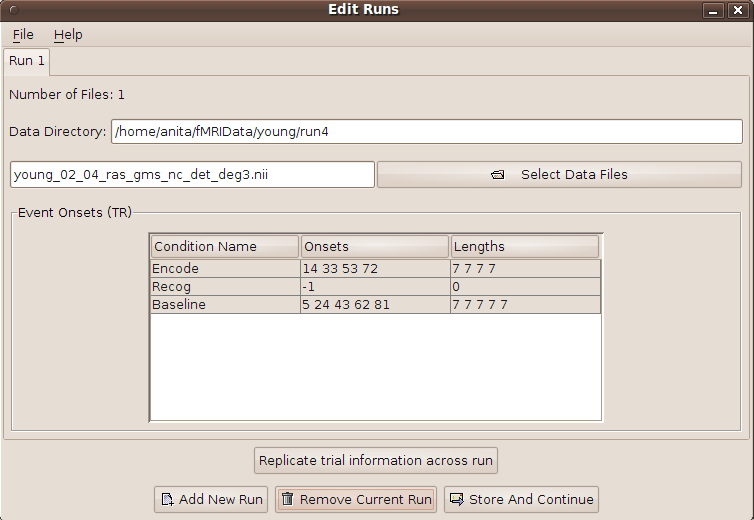 Edit Runs
File Help
Run 1
Number of Files: 1
Data Directory: /home/anita/fMRIData/young/run4
young_02_04_ras_gms_nc_det_deg3.nii Select Data Files
Event Onsets (TR)
Condition Name Onsets Lengths
Encode 14 33 53 72 7 7 7 7
Recog -1 0
Baseline 5 24 43 62 81 7 7 7 7 7
Replicate trial information across run
Add New Run Remove Current Run Store And Continue